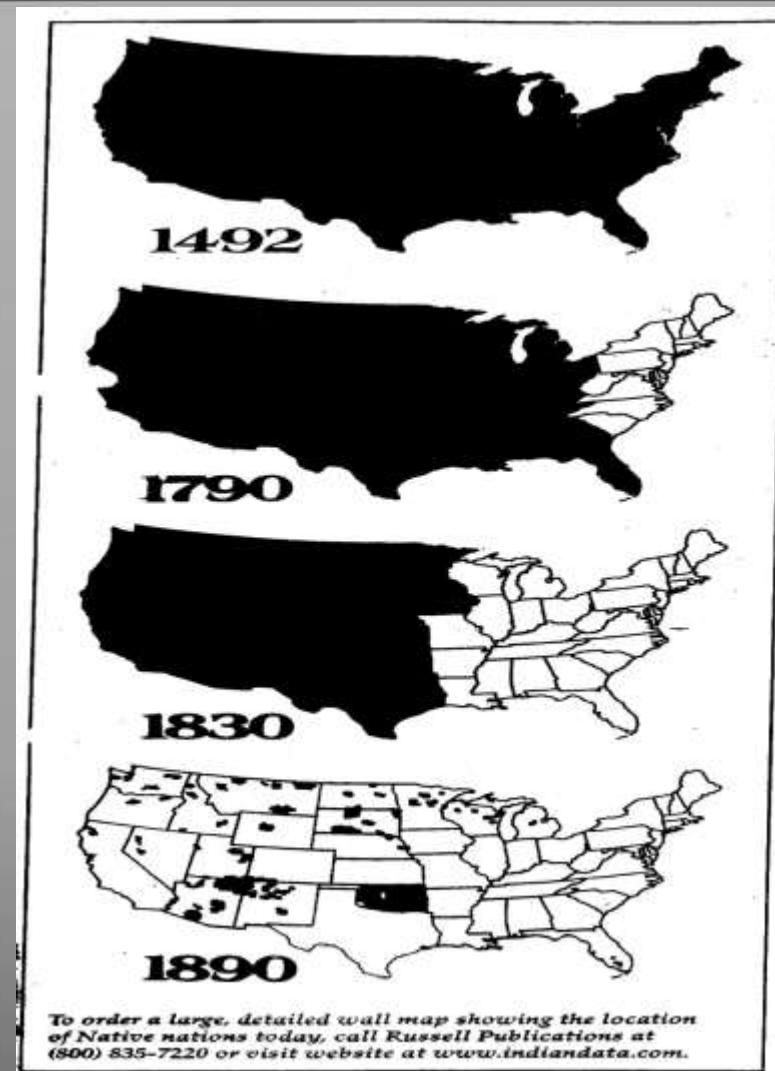 1492
1790
1830
1890
To order a large, detailed wall map showing the location
of Native nations today, call Russell Publications at
(800) 835-7220 or visit website at www.indiandata.com.